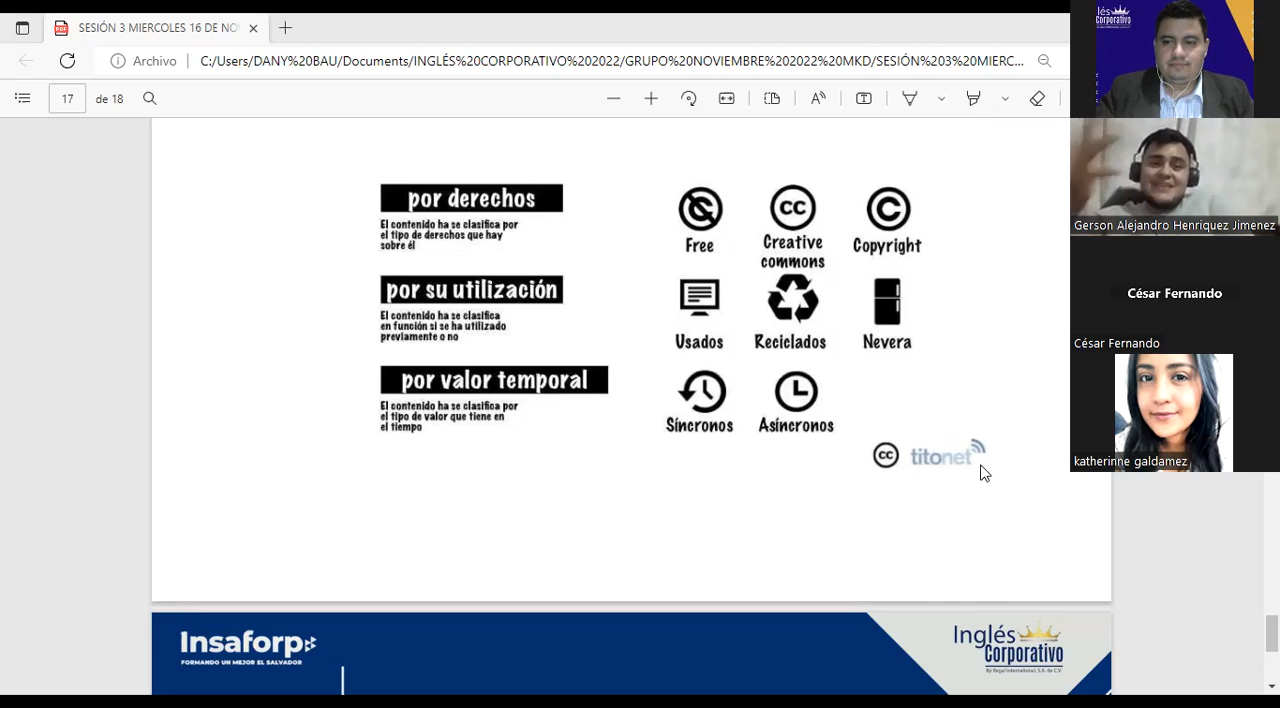 SESIÓN 3 MIERCOLES 16 DE NO
Archivo
C:/Users/DANY%20BAU/Documents/INGLÉS%20CORPORATIVO%202022/GRUPO%20NOVIEMBRE%202022%20MKD/SESIÓN%203%20MIERC...
17 de 18
por derechos
El contenido ha se clasifica por
el tipo de derechos que hay
sobre él
Free
Creative
commons
Copyright
por su utilización
El contenido ha se clasifica
en función si se ha utilizado
previamente o no
Usados
Reciclados
Nevera
por valor temporal
El contenido ha se clasifica por
el tipo de valor que tiene en
el tiempo
Síncronos
Asíncronos
cc titonet
Insaforp
FORMANDO UN MEJOR EL SALVADOR
Inglés
Corporativo
By Regal International, S.A. de C.V.
Inglés
Corporativo
Gerson Alejandro Henriquez Jimenez
César Fernando
César Fernando
katherinne galdamez